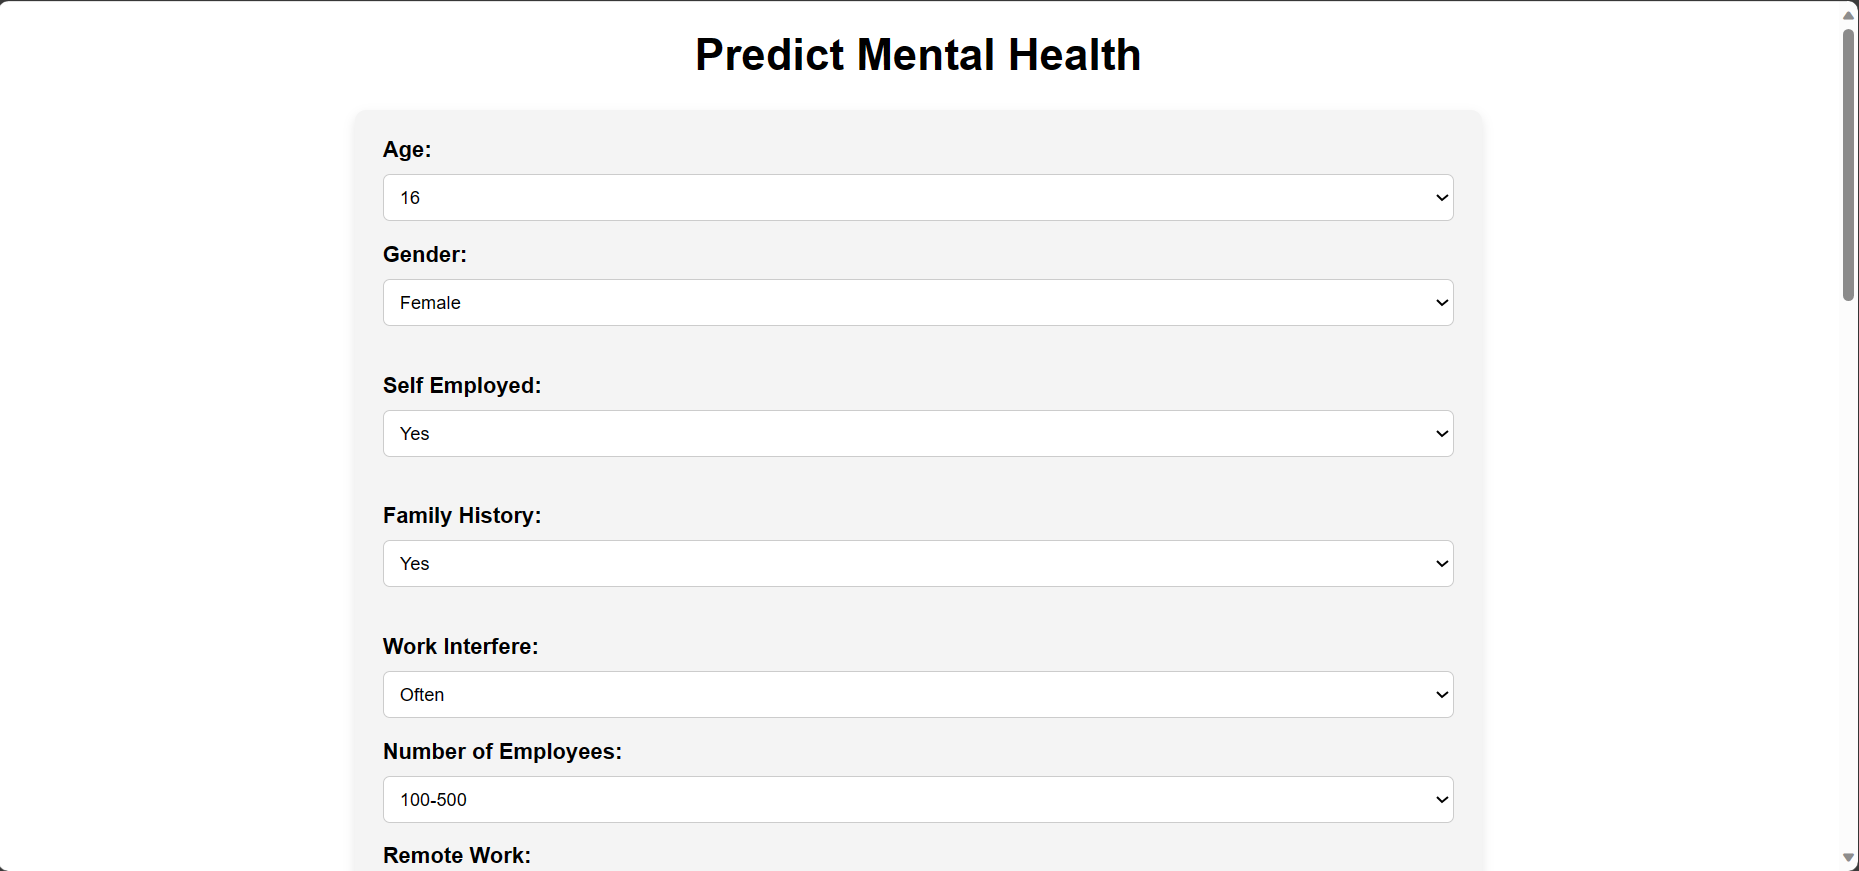 Predict Mental Health
Age:
16
Gender:
Female
Self Employed:
Yes
Family History:
Yes
Work Interfere:
Often
Number of Employees:
100-500
Remote Work: